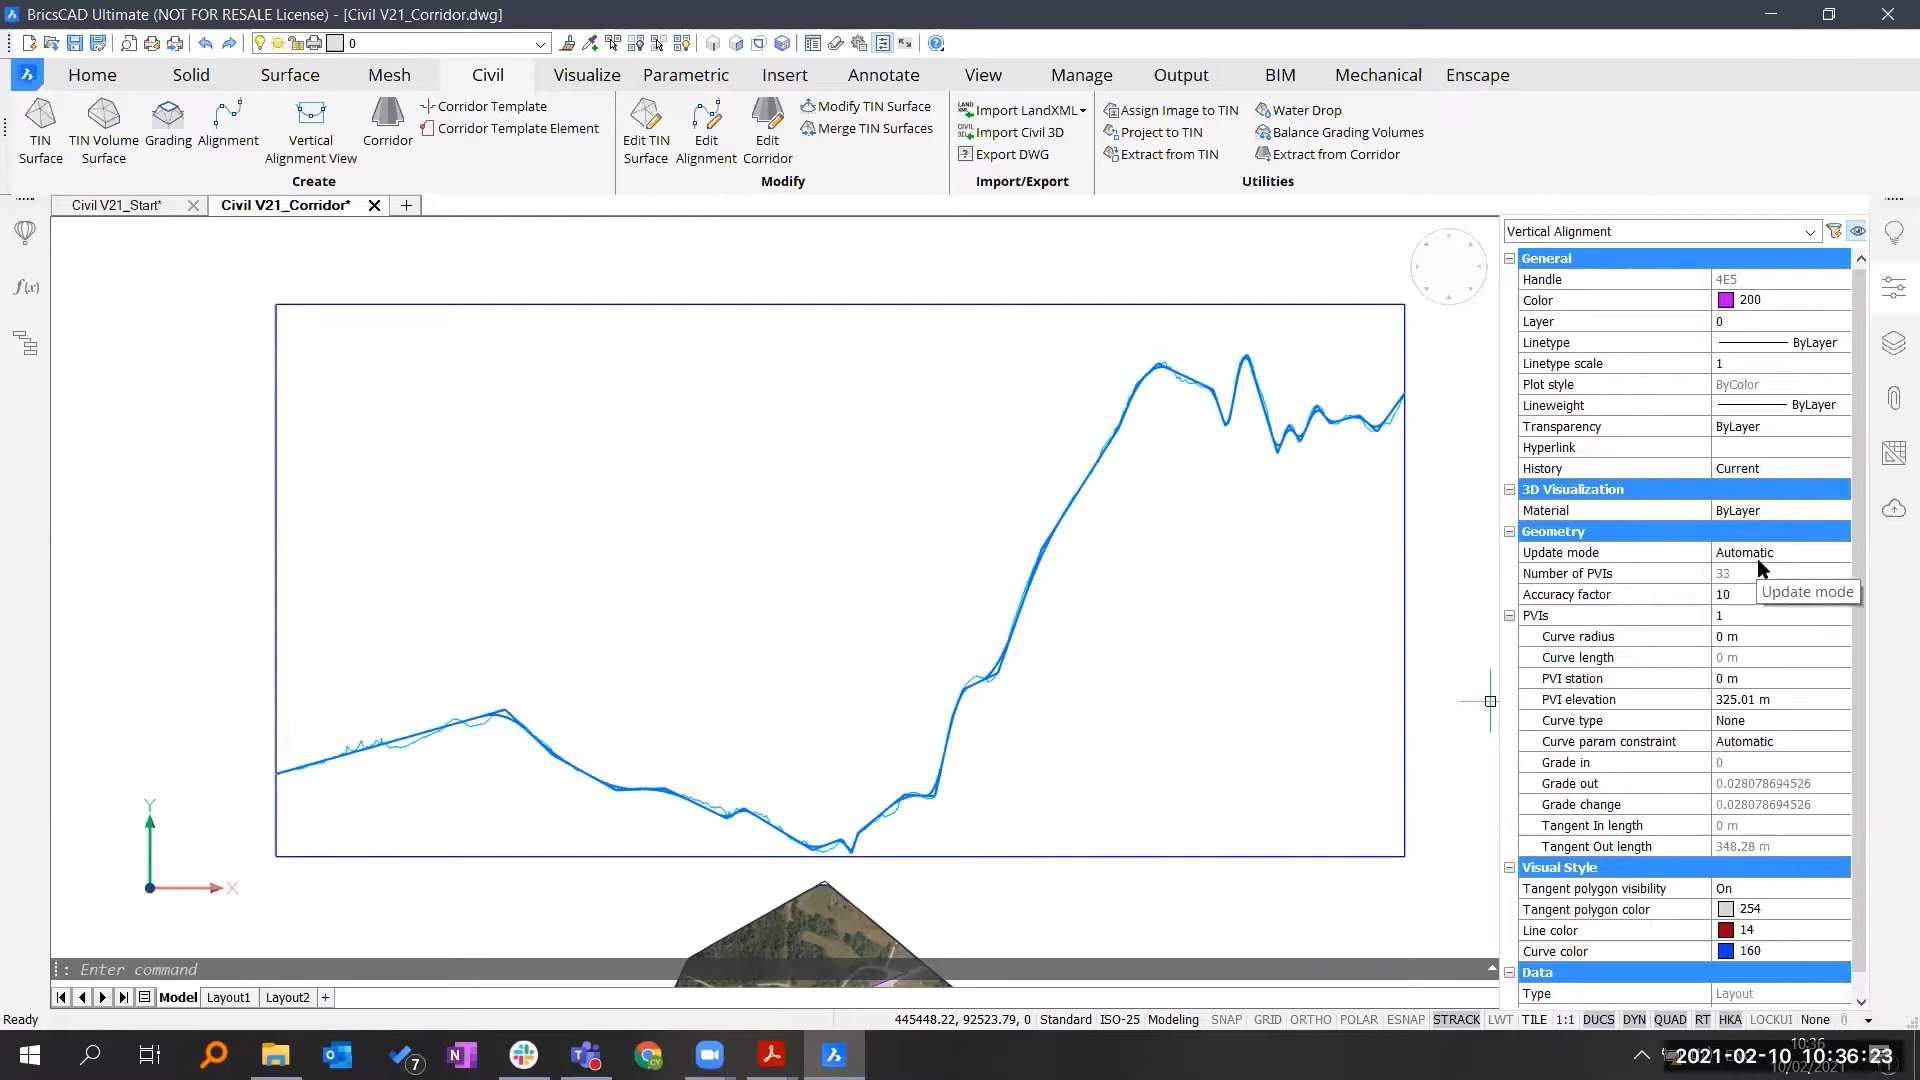 BricsCAD Ultimate (NOT FOR RESALE License) - [Civil V21_Corridor.dwg]
0
Home Solid Surface Mesh Civil Visualize Parametric Insert Annotate View Manage Output BIM Mechanical Enscape
TIN Surface
TIN Volume Surface
Grading
Alignment
Vertical Alignment View
Corridor
Corridor Template
Corridor Template Element
Create
Edit TIN Surface
Edit Alignment
Edit Corridor
Modify TIN Surface
Merge TIN Surfaces
Modify
Import LandXML
Import Civil 3D
Export DWG
Import/Export
Assign Image to TIN
Project to TIN
Extract from TIN
Water Drop
Balance Grading Volumes
Extract from Corridor
Utilities
Civil V21_Start*
Civil V21_Corridor*
f(x)
Vertical Alignment
General
Handle 4E5
Color 200
Layer 0
Linetype ByLayer
Linetype scale 1
Plot style ByColor
Lineweight ByLayer
Transparency ByLayer
Hyperlink
History Current
3D Visualization
Material ByLayer
Geometry
Update mode Automatic
Number of PVIs 33
Update mode
Accuracy factor 10
PVIs 1
Curve radius 0 m
Curve length 0 m
PVI station 0 m
PVI elevation 325.01 m
Curve type None
Curve param constraint Automatic
Grade in 0
Grade out 0.028078694526
Grade change 0.028078694526
Tangent In length 0 m
Tangent Out length 348.28 m
Visual Style
Tangent polygon visibility On
Tangent polygon color 254
Line color 14
Curve color 160
Data
Type Layout
Y
X
: Enter command
Model Layout1 Layout2 +
Ready
445448.22, 92523.79, 0 Standard ISO-25 Modeling SNAP GRID ORTHO POLAR ESNAP STRACK LWT TILE 1:1 DUCS DYN QUAD RT HKA LOCKUI None
7
10:36
2021-02-10 10:36:23
10/02/2021